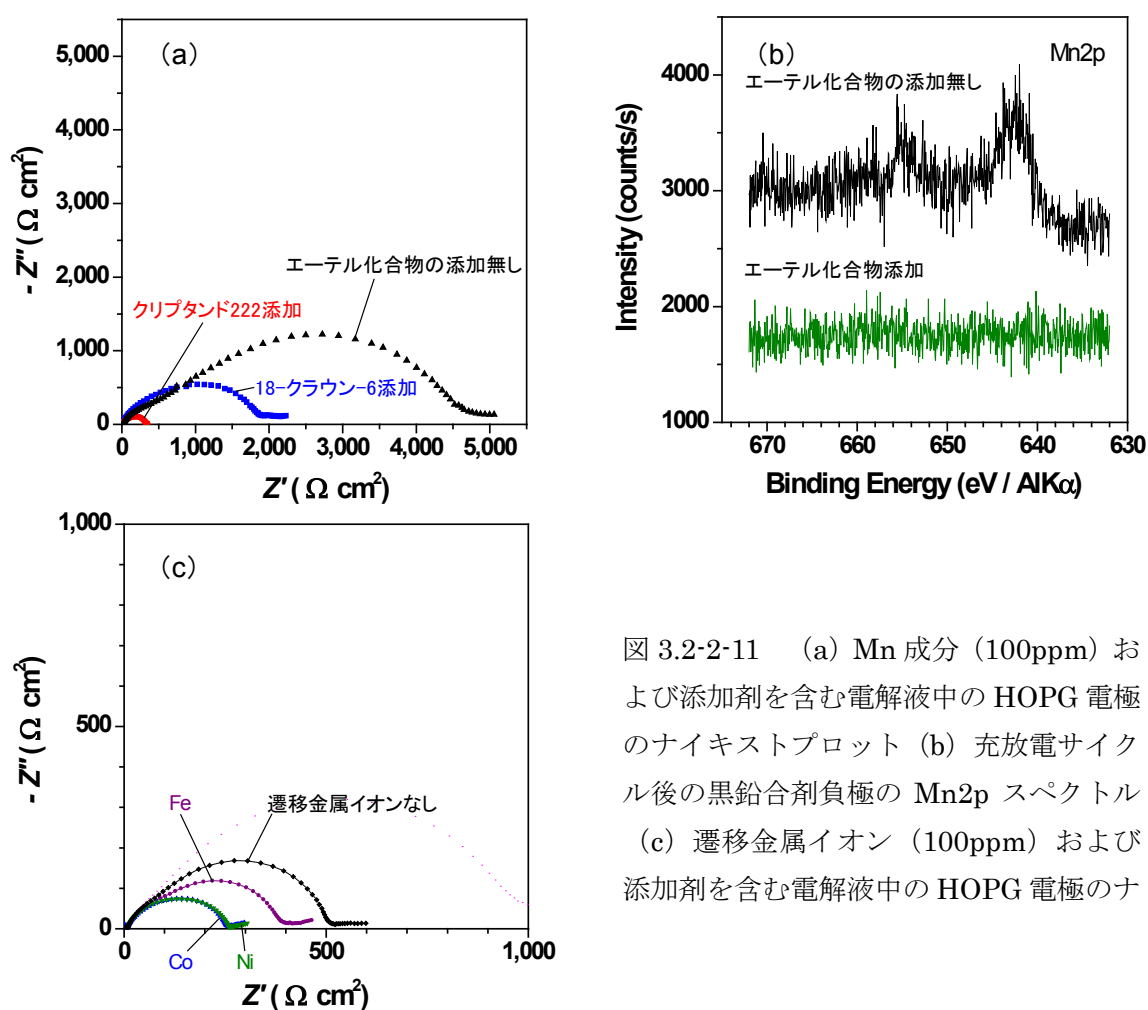 (a)
5,000
4,000
3,000
2,000
1,000
0
- Z″ ( Ω cm²)
エーテル化合物の添加無し
クリプタンド222添加
18-クラウン-6添加
0 1,000 2,000 3,000 4,000 5,000
Z′ ( Ω cm²)
(b)
Mn2p
エーテル化合物の添加無し
エーテル化合物添加
4000
3000
2000
1000
Intensity (counts/s)
670 660 650 640 630
Binding Energy (eV / AlKα)
(c)
1,000
500
0
- Z″ ( Ω cm²)
Fe
遷移金属イオンなし
Co
Ni
0 500 1,000
Z′ ( Ω cm²)
図 3.2-2-11 (a) Mn 成分 (100ppm) お
よび添加剤を含む電解液中の HOPG 電極
のナイキストプロット (b) 充放電サイク
ル後の黒鉛合剤負極の Mn2p スペクトル
(c) 遷移金属イオン (100ppm) および
添加剤を含む電解液中の HOPG 電極のナ